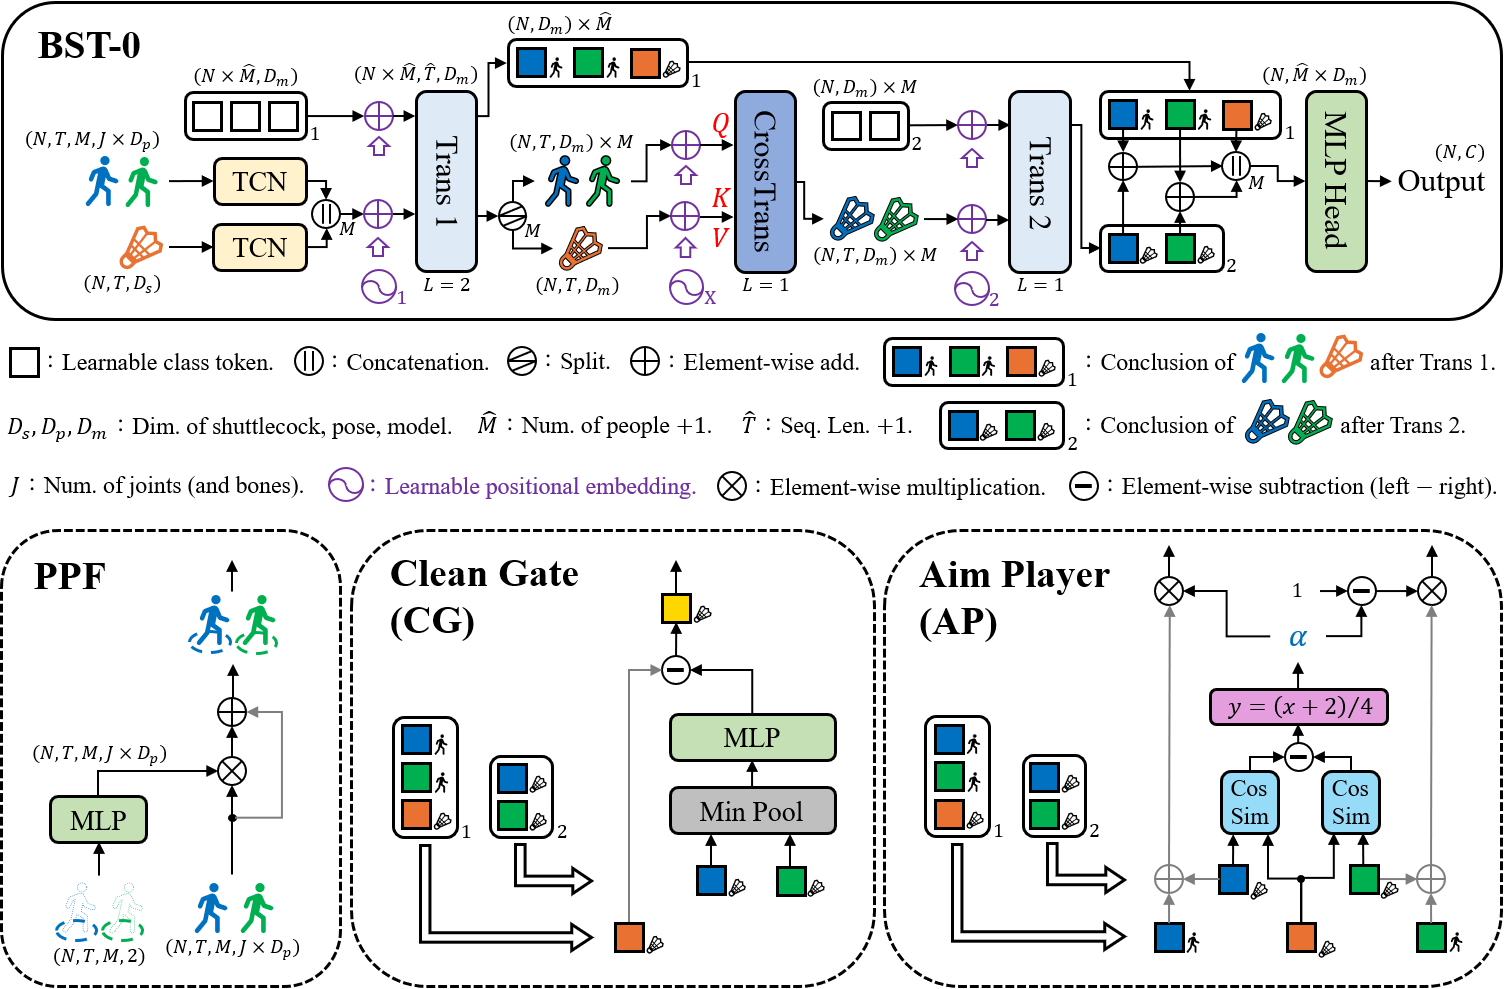 BST-0
(N, D_m) × M̂
(N × M̂, D_m)
(N × M̂, T̂, D_m)
1
1
(N, D_m) × M
(N, M̂ × D_m)
(N, T, M, J × D_p)
TCN
TCN
M
(N, T, D_s)
1
Trans 1
L = 2
(N, T, D_m) × M
M
(N, T, D_m)
Q
K
V
X
CrossTrans
L = 1
2
(N, T, D_m) × M
2
Trans 2
L = 1
1
M
2
MLP Head
(N, C)
Output
: Learnable class token.
: Concatenation.
: Split.
: Element-wise add.
1
: Conclusion of
after Trans 1.
D_s, D_p, D_m : Dim. of shuttlecock, pose, model.
M̂ : Num. of people +1.
T̂ : Seq. Len. +1.
2
: Conclusion of
after Trans 2.
J : Num. of joints (and bones).
: Learnable positional embedding.
: Element-wise multiplication.
: Element-wise subtraction (left − right).
PPF
(N, T, M, J × D_p)
MLP
(N, T, M, 2)
(N, T, M, J × D_p)
Clean Gate
(CG)
1
2
MLP
Min Pool
Aim Player
(AP)
1
2
1
α
y = (x + 2)/4
Cos
Sim
Cos
Sim